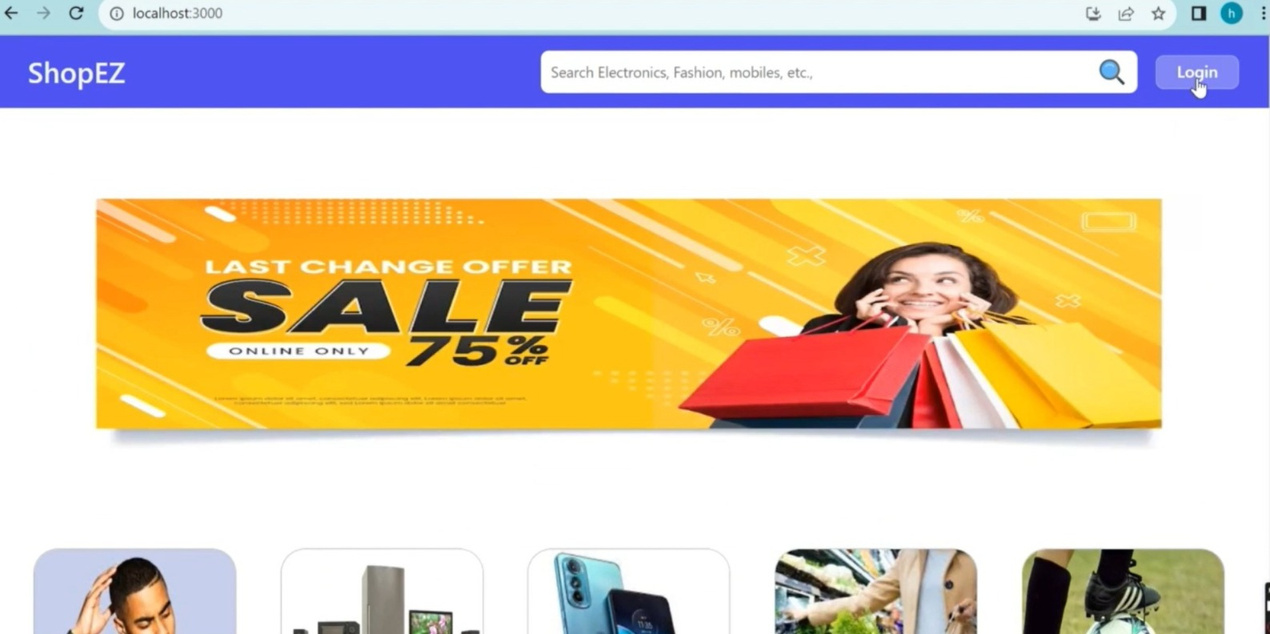 localhost:3000
h
ShopEZ
Search Electronics, Fashion, mobiles, etc.,
Login
LAST CHANGE OFFER
SALE
ONLINE ONLY
75%
OFF